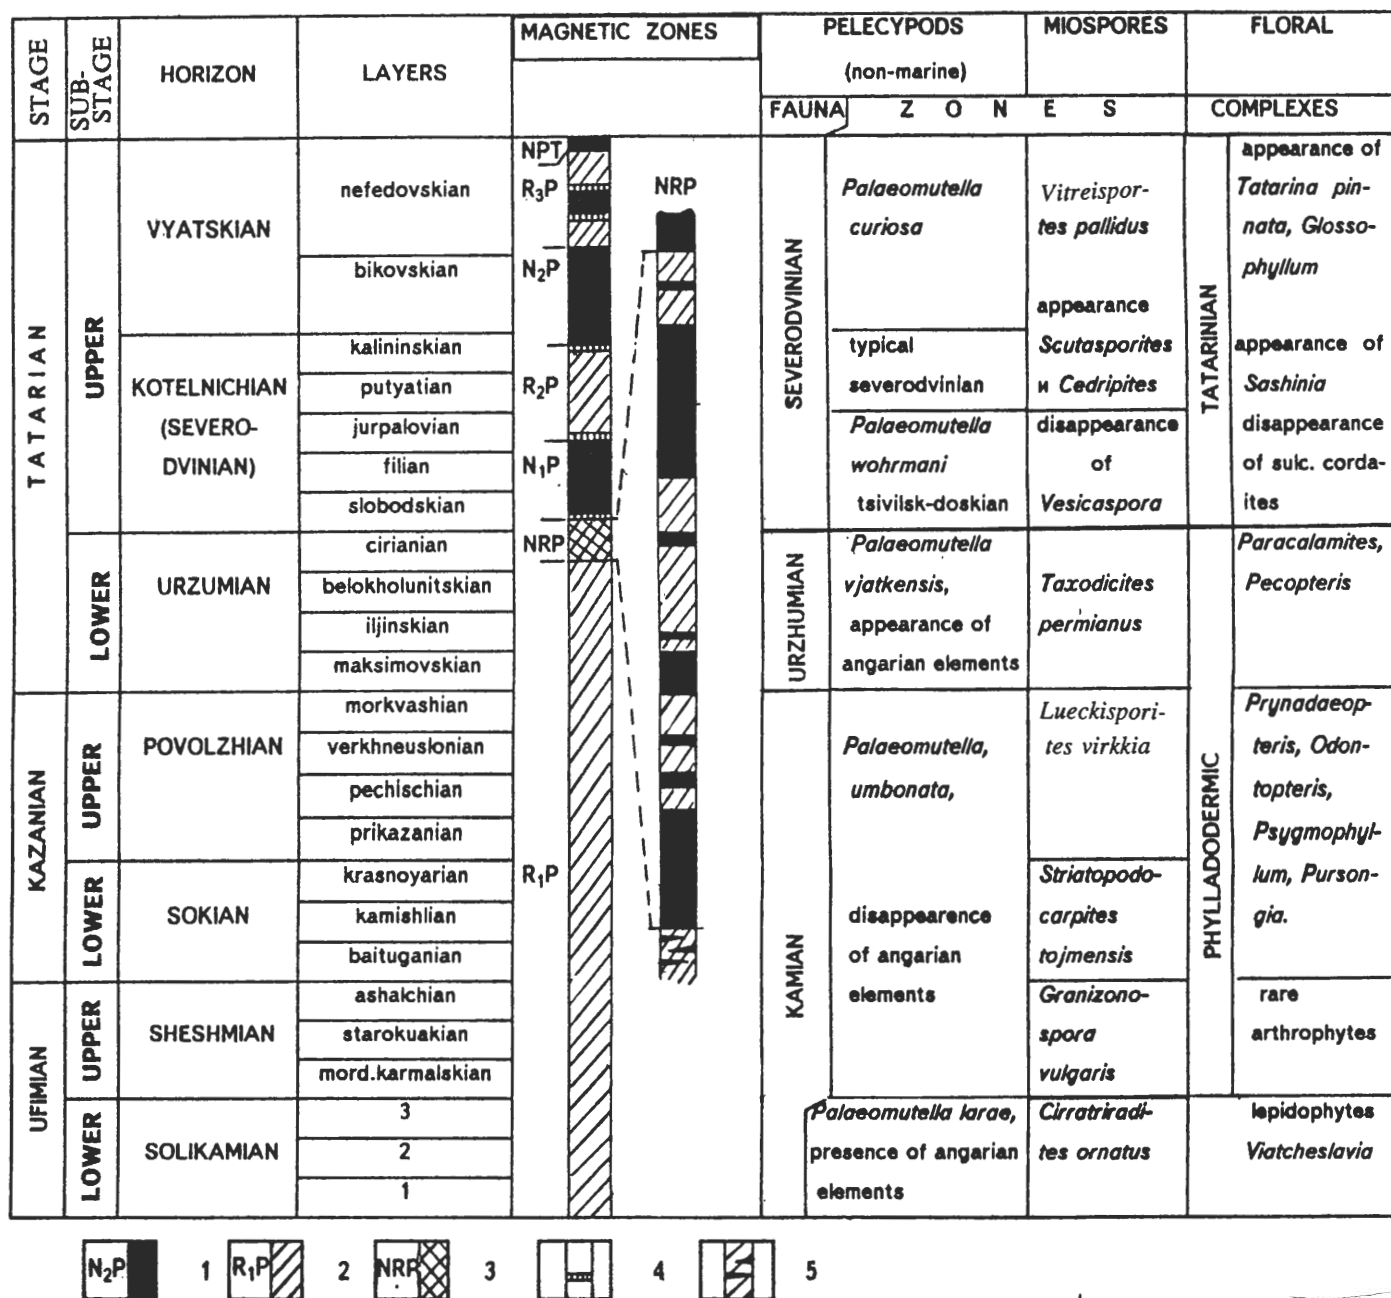 STAGE
SUB-
STAGE
HORIZON
LAYERS
MAGNETIC ZONES
PELECYPODS
(non-marine)
MIOSPORES
FLORAL
FAUNA
Z O N E S
COMPLEXES
TATARIAN
UPPER
LOWER
KAZANIAN
UPPER
LOWER
UFIMIAN
UPPER
LOWER
VYATSKIAN
KOTELNICHIAN
(SEVERO-
DVINIAN)
URZUMIAN
POVOLZHIAN
SOKIAN
SHESHMIAN
SOLIKAMIAN
nefedovskian
bikovskian
kalininskian
putyatian
jurpalovian
filian
slobodskian
cirianian
belokholunitskian
iljinskian
maksimovskian
morkvashian
verkhneuslonian
pechischian
prikazanian
krasnoyarian
kamishlian
baituganian
ashalchian
starokuakian
mord.karmalskian
3
2
1
NPT
R₃P
N₂P
R₂P
N₁P
NRP
R₁P
NRP
SEVERODVINIAN
URZHUMIAN
KAMIAN
Palaeomutella
curiosa
typical
severodvinian
Palaeomutella
wohrmani
tsivilsk-doskian
Palaeomutella
vjatkensis,
appearance of
angarian elements
Palaeomutella,
umbonata,
disappearence
of angarian
elements
Palaeomutella larae,
presence of angarian
elements
Vitreispor-
tes pallidus
appearance
Scutasporites
и Cedripites
disappearance
of
Vesicaspora
Taxodicites
permianus
Lueckispori-
tes virkkia
Striatopodo-
carpites
tojmensis
Granizono-
spora
vulgaris
Cirratriradi-
tes ornatus
TATARINIAN
PHYLLADODERMIC
appearance of
Tatarina pin-
nata, Glosso-
phyllum
appearance of
Sashinia
disappearance
of sulc. corda-
ites
Paracalamites,
Pecopteris
Prynadaeop-
teris, Odon-
topteris,
Psygmophyl-
lum, Purson-
gia.
rare
arthrophytes
lepidophytes
Viatcheslavia
N₂P 1 R₁P 2 NRP 3 4 5